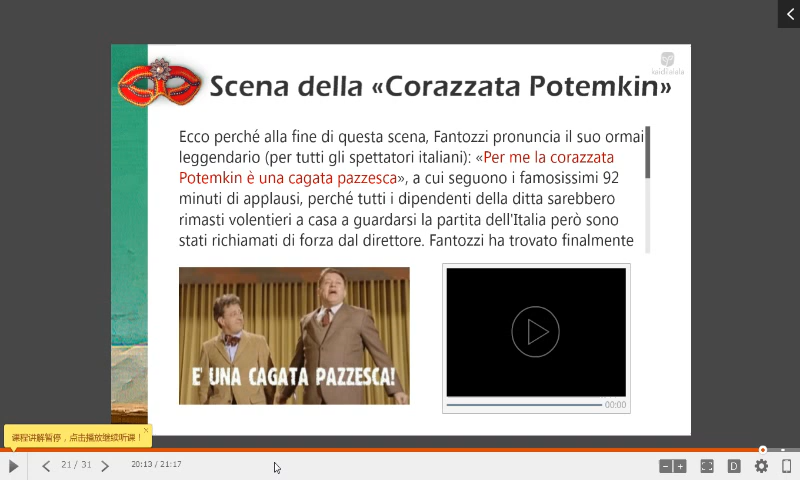 kaidealala
Scena della «Corazzata Potemkin»
Ecco perché alla fine di questa scena, Fantozzi pronuncia il suo ormai
leggendario (per tutti gli spettatori italiani): «Per me la corazzata
Potemkin è una cagata pazzesca», a cui seguono i famosissimi 92
minuti di applausi, perché tutti i dipendenti della ditta sarebbero
rimasti volentieri a casa a guardarsi la partita dell'Italia però sono
stati richiamati di forza dal direttore. Fantozzi ha trovato finalmente
E' UNA CAGATA PAZZESCA!
00:00
课程讲解暂停，点击播放继续听课！
21 / 31
20:13 / 21:17
D